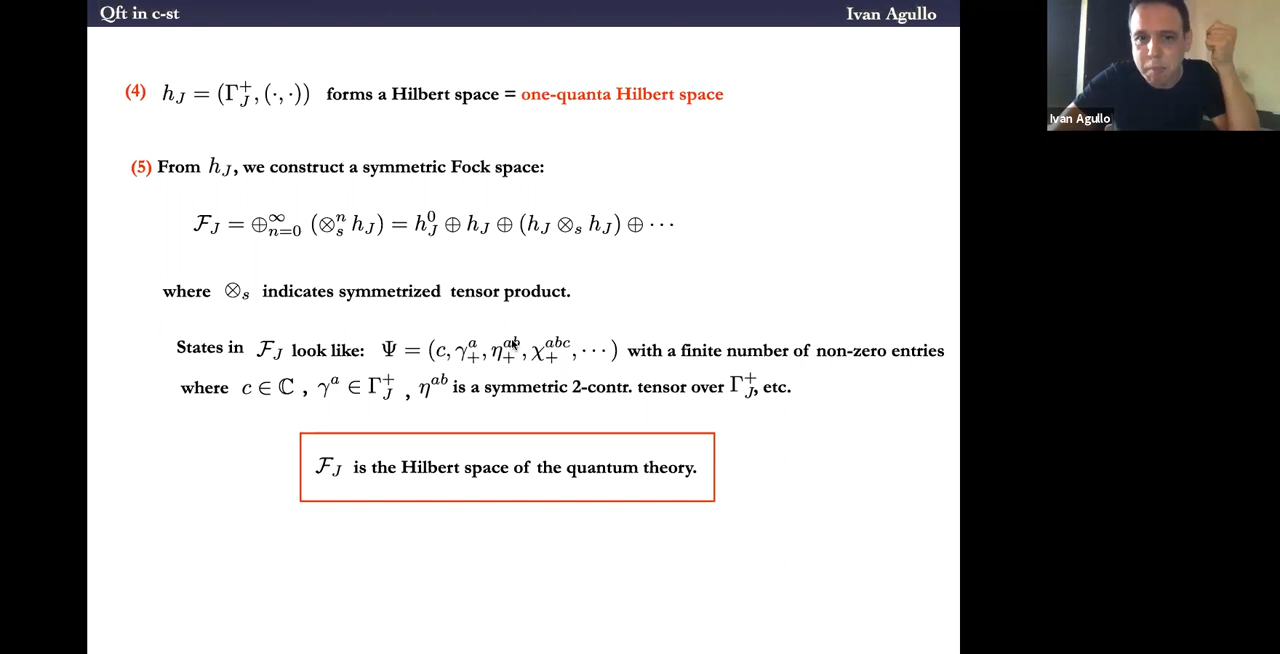 Qft in c-st
Ivan Agullo
(4) h_J = (Γ_J^+, (·, ·)) forms a Hilbert space = one-quanta Hilbert space
(5) From h_J, we construct a symmetric Fock space:
ℱ_J = ⊕_{n=0}^∞ (⊗_s^n h_J) = h_J^0 ⊕ h_J ⊕ (h_J ⊗_s h_J) ⊕ ···
where ⊗_s indicates symmetrized tensor product.
States in ℱ_J look like: Ψ = (c, γ_+^a, η_+^{ab}, χ_+^{abc}, ···) with a finite number of non-zero entries
where c ∈ ℂ , γ^a ∈ Γ_J^+ , η^{ab} is a symmetric 2-contr. tensor over Γ_J^+, etc.
ℱ_J is the Hilbert space of the quantum theory.
Ivan Agullo